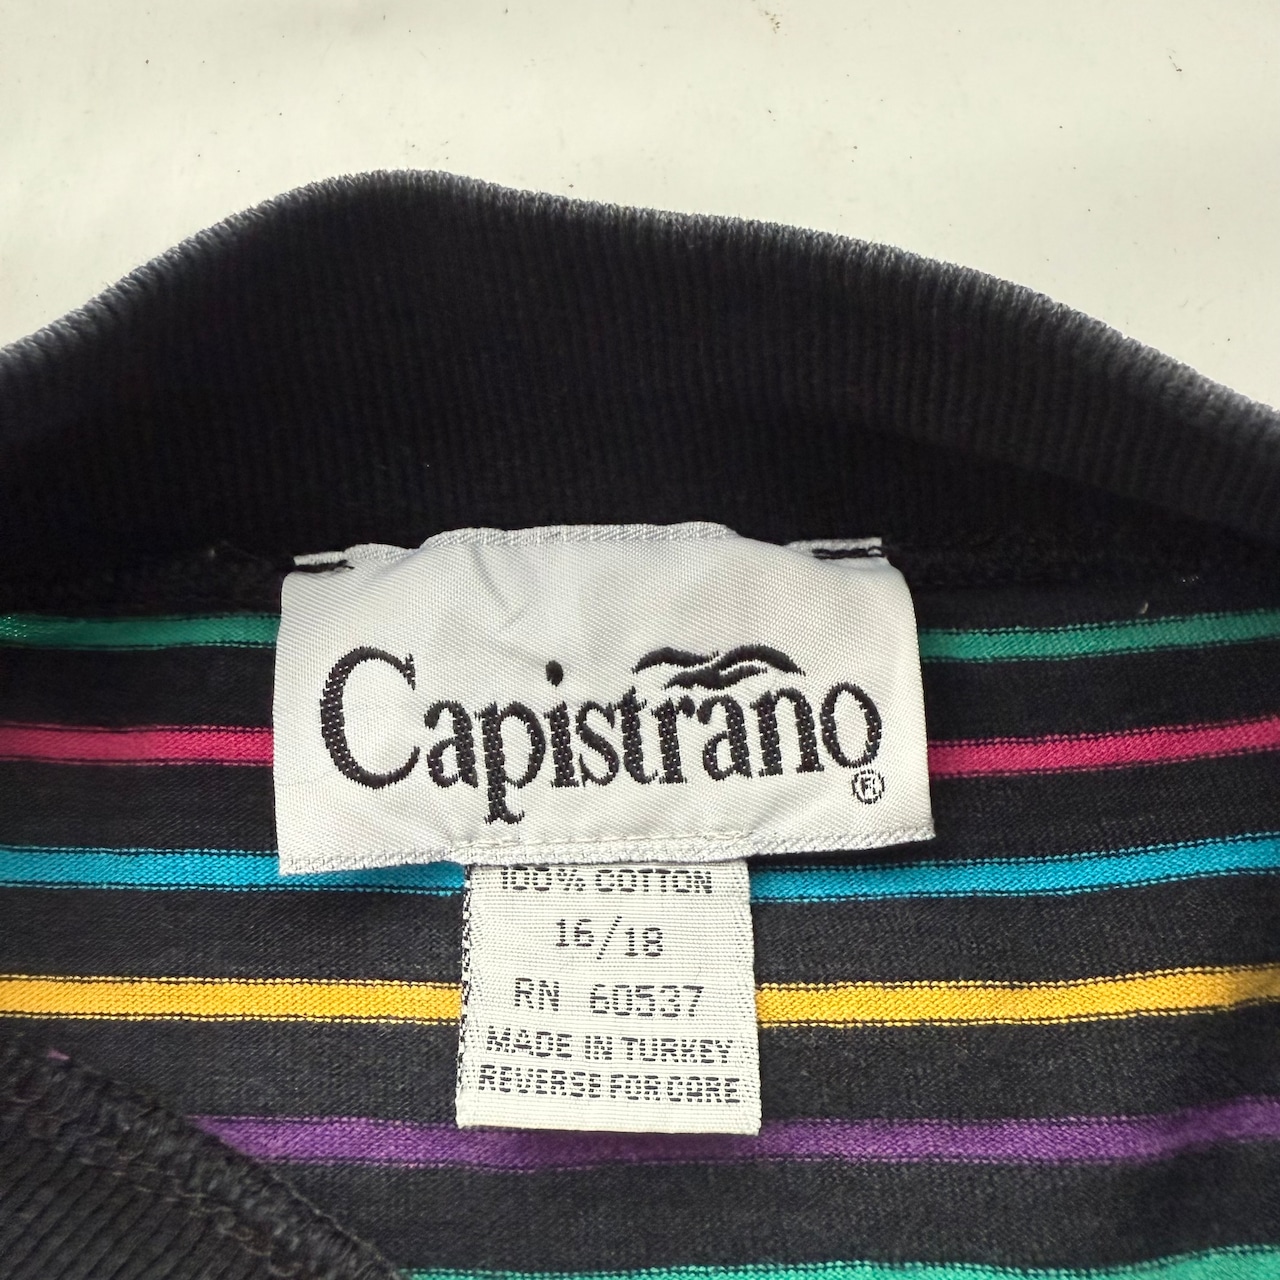 Capistrano®
100% COTTON
16/18
RN 60537
MADE IN TURKEY
REVERSE FOR CARE